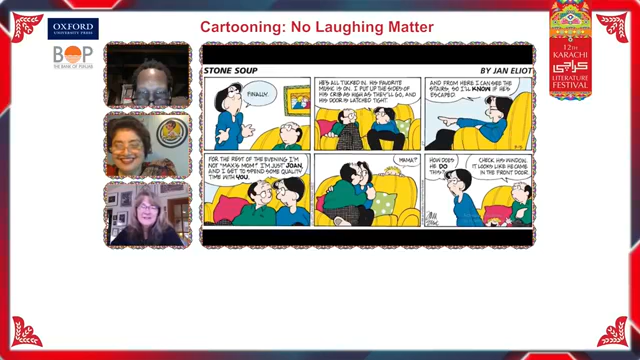 Cartooning: No Laughing Matter
OXFORD
UNIVERSITY PRESS
BOP
THE BANK OF PUNJAB
12th
KARACHI
کراچی
LITERATURE
FESTIVAL
STONE SOUP
BY JAN ELIOT
FINALLY.
HE'S ALL TUCKED IN. HIS FAVORITE
MUSIC IS ON. I PUT UP THE SIDES OF
HIS CRIB AS HIGH AS THEY'LL GO, AND
HIS DOOR IS LATCHED TIGHT.
AND FROM HERE I CAN SEE THE
STAIRS, SO I'LL KNOW IF HE'S
ESCAPED.
FOR THE REST OF THE EVENING I'M
NOT "MAX'S MOM." I'M JUST JOAN,
AND I GET TO SPEND SOME QUALITY
TIME WITH YOU.
MAMA?
HOW DOES
HE DO
THIS?
CHECK HIS WINDOW.
IT LOOKS LIKE HE CAME
IN THE FRONT DOOR.